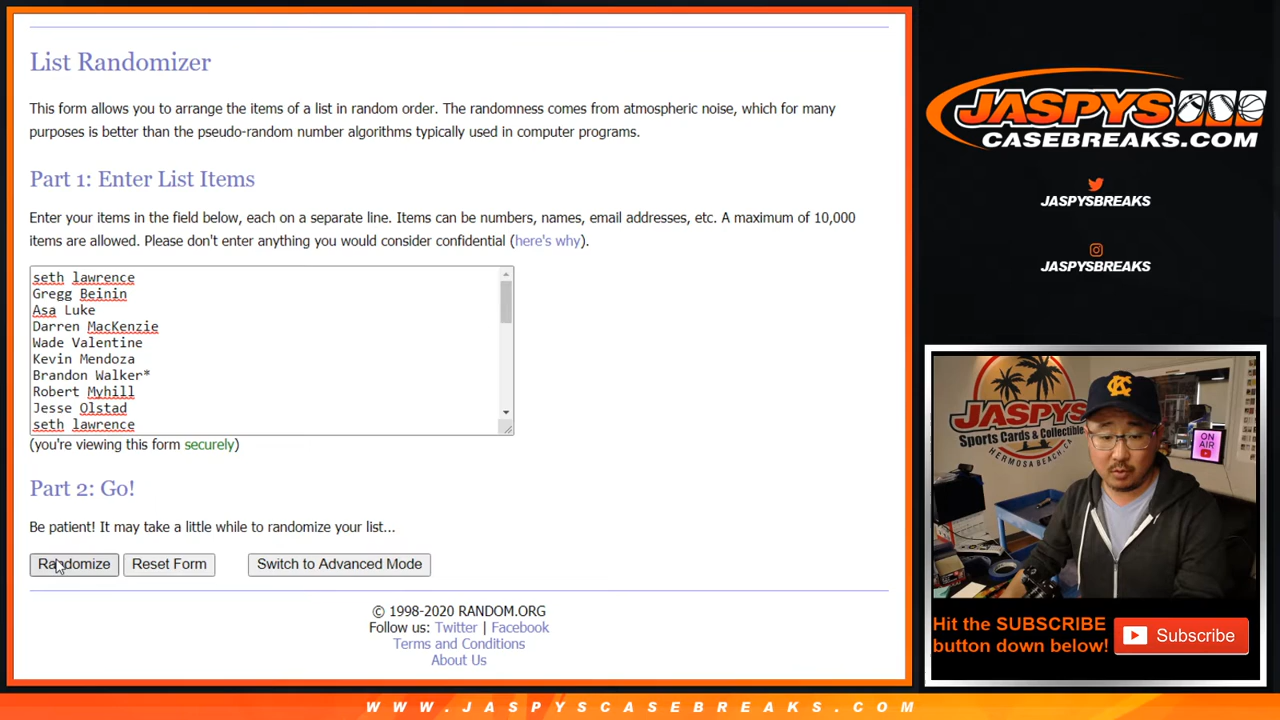 List Randomizer
This form allows you to arrange the items of a list in random order. The randomness comes from atmospheric noise, which for many
purposes is better than the pseudo-random number algorithms typically used in computer programs.
Part 1: Enter List Items
Enter your items in the field below, each on a separate line. Items can be numbers, names, email addresses, etc. A maximum of 10,000
items are allowed. Please don't enter anything you would consider confidential (here's why).
seth lawrence
Gregg Beinin
Asa Luke
Darren MacKenzie
Wade Valentine
Kevin Mendoza
Brandon Walker*
Robert Myhill
Jesse Olstad
seth lawrence
(you're viewing this form securely)
Part 2: Go!
Be patient! It may take a little while to randomize your list...
Randomize Reset Form Switch to Advanced Mode
© 1998-2020 RANDOM.ORG
Follow us: Twitter | Facebook
Terms and Conditions
About Us
JASPYS
CASEBREAKS.COM
JASPYSBREAKS
JASPYSBREAKS
JASPYS
Sports Cards & Collectibles
HERMOSA BEACH, CA
KC
ON
AIR
Hit the SUBSCRIBE
button down below!
Subscribe
WWW.JASPYSCASEBREAKS.COM